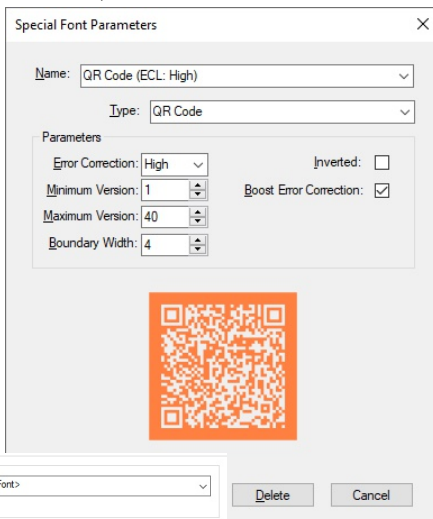 Special Font Parameters
Name: QR Code (ECL: High)
Type: QR Code
Parameters
Error Correction: High
Inverted:
Minimum Version: 1
Boost Error Correction:
Maximum Version: 40
Boundary Width: 4
Font>
Delete
Cancel